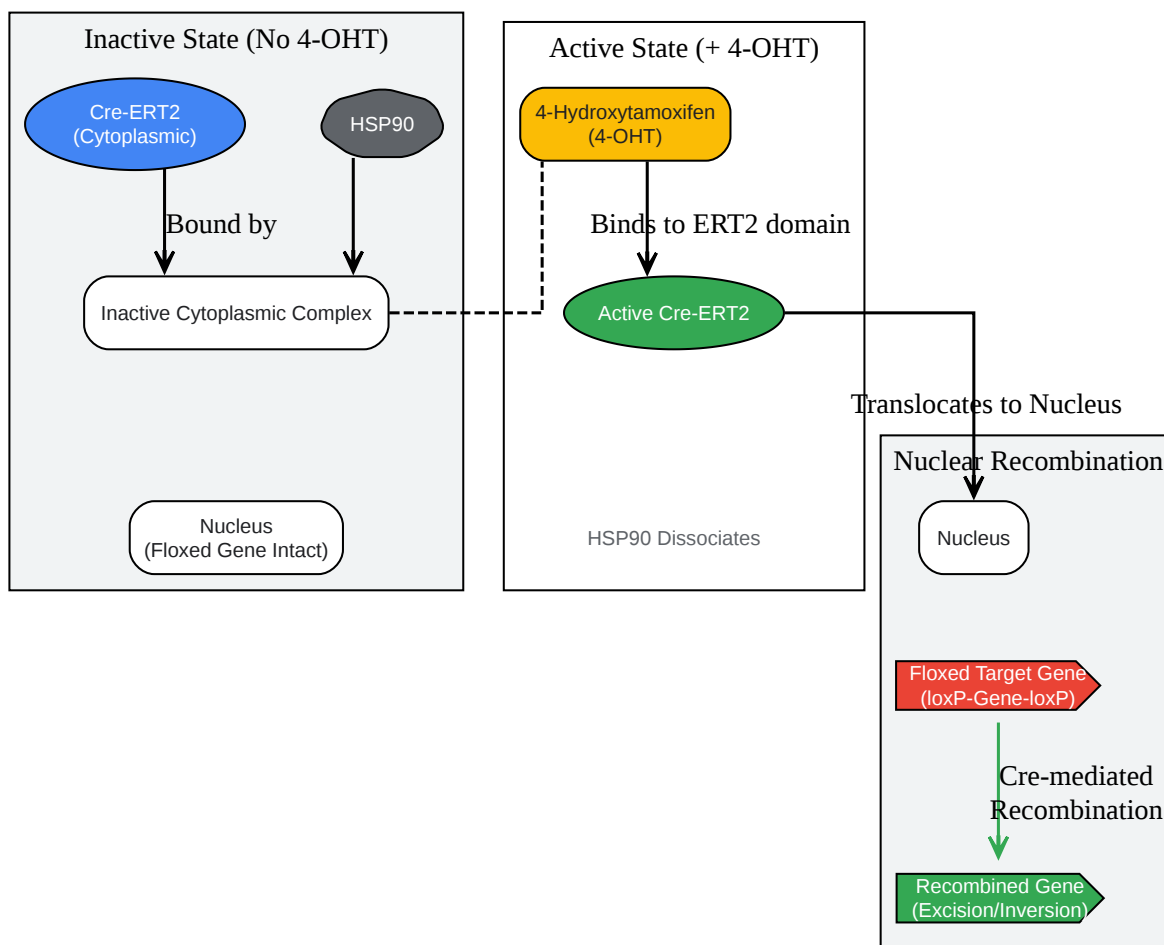 Inactive State (No 4-OHT)
Cre-ERT2
(Cytoplasmic)
HSP90
Bound by
Inactive Cytoplasmic Complex
Nucleus
(Floxed Gene Intact)
Active State (+ 4-OHT)
4-Hydroxytamoxifen
(4-OHT)
Binds to ERT2 domain
Active Cre-ERT2
HSP90 Dissociates
Translocates to Nucleus
Nuclear Recombination
Nucleus
Floxed Target Gene
(loxP-Gene-loxP)
Cre-mediated
Recombination
Recombined Gene
(Excision/Inversion)